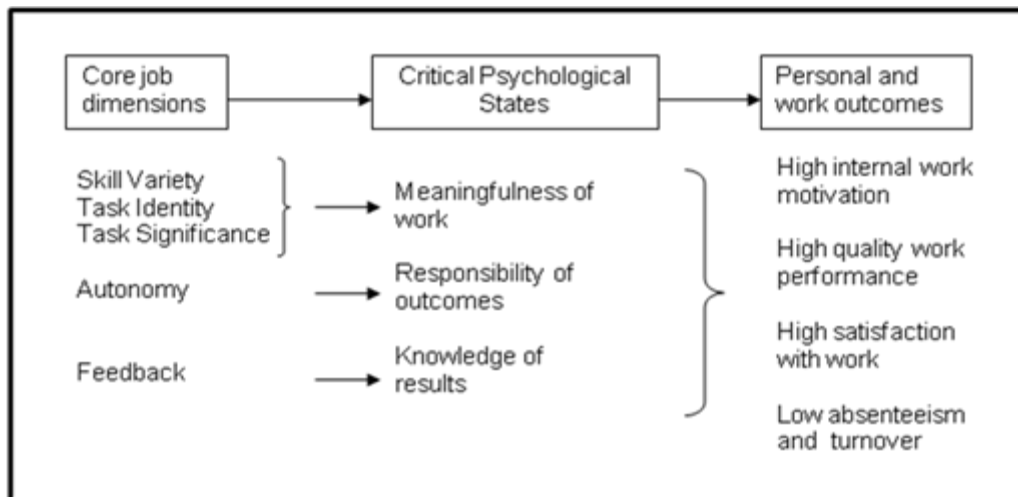 Core job
dimensions
Critical Psychological
States
Personal and
work outcomes
Skill Variety
Task Identity
Task Significance
Meaningfulness of
work
Autonomy
Responsibility of
outcomes
Feedback
Knowledge of
results
High internal work
motivation
High quality work
performance
High satisfaction
with work
Low absenteeism
and turnover